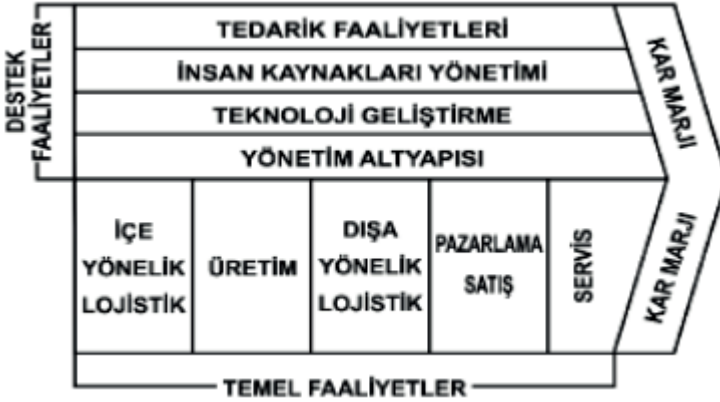 DESTEK
FAALİYETLER
TEDARİK FAALİYETLERİ
İNSAN KAYNAKLARI YÖNETİMİ
TEKNOLOJİ GELİŞTİRME
YÖNETİM ALTYAPISI
KAR MARJI
İÇE
YÖNELİK
LOJİSTİK
ÜRETİM
DIŞA
YÖNELİK
LOJİSTİK
PAZARLAMA
SATIŞ
SERVİS
KAR MARJI
TEMEL FAALİYETLER